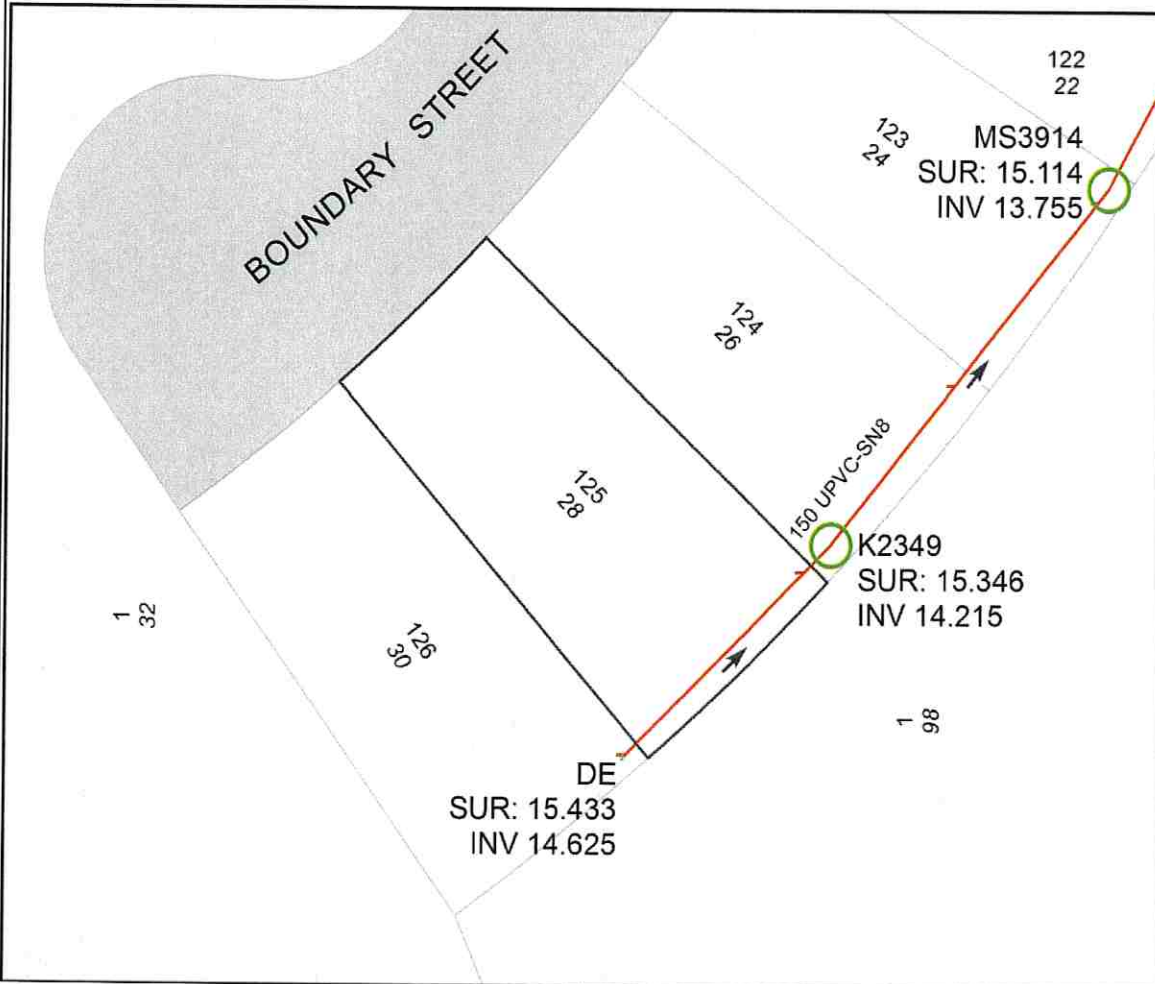 BOUNDARY STREET
122
22
123
24
MS3914
SUR: 15.114
INV 13.755
124
26
150 UPVC-SN8
125
28
K2349
SUR: 15.346
INV 14.215
1
32
126
30
1
98
DE
SUR: 15.433
INV 14.625